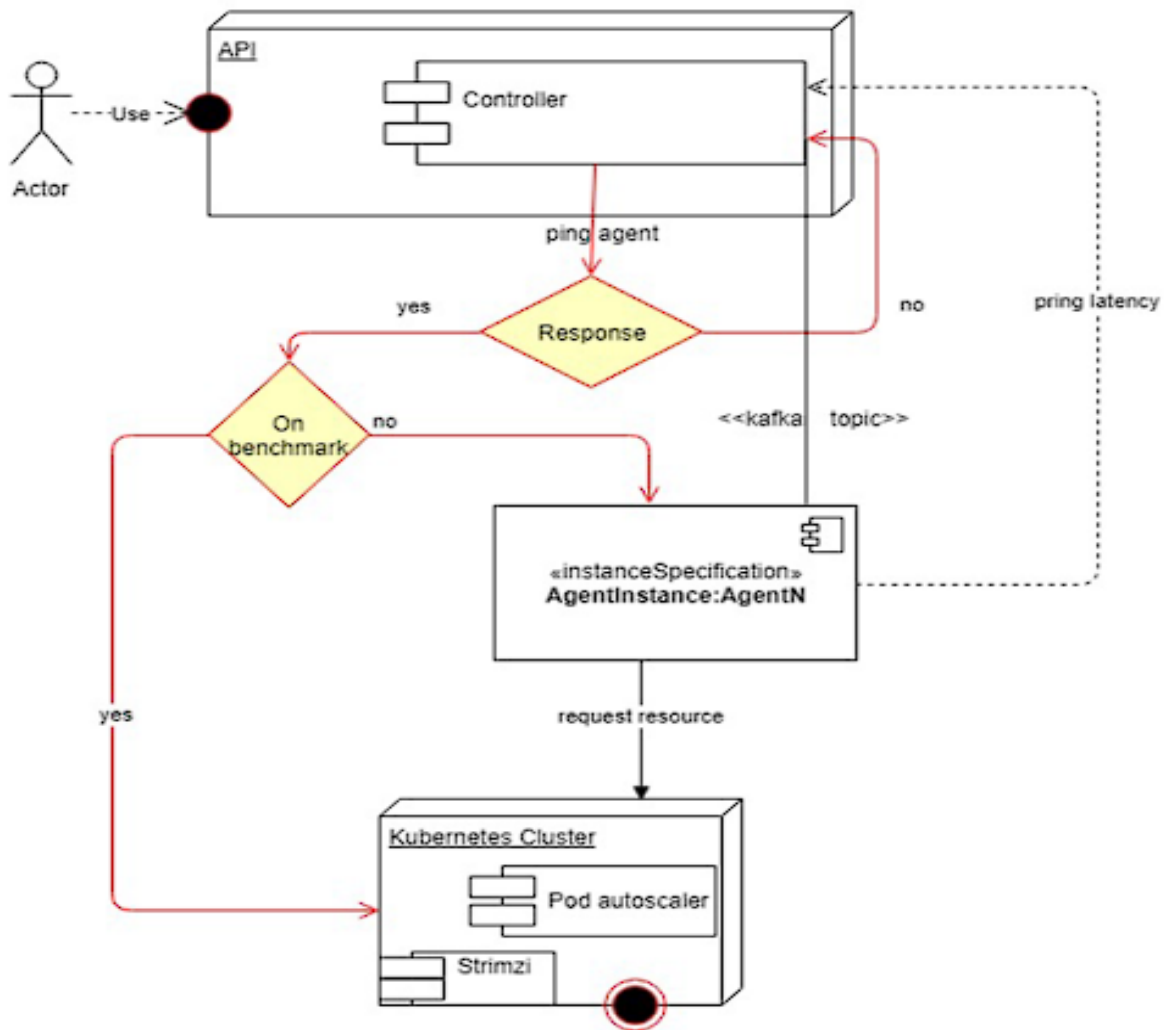 API
Controller
Use
Actor
ping agent
yes
Response
no
pring latency
On
benchmark
no
<<kafka topic>>
«instanceSpecification»
AgentInstance:AgentN
yes
request resource
Kubernetes Cluster
Pod autoscaler
Strimzi